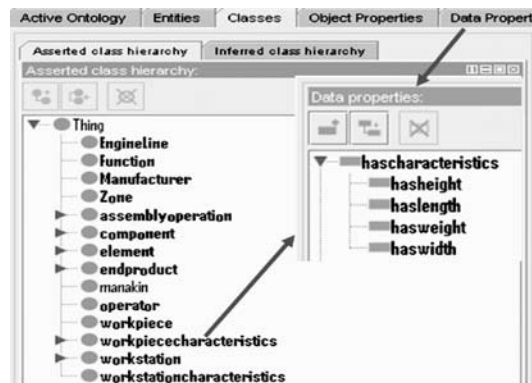 Active Ontology Entities Classes Object Properties Data Propert
Asserted class hierarchy Inferred class hierarchy
Asserted class hierarchy:
Thing
EngineLine
Function
Manufacturer
Zone
assemblyoperation
component
element
endproduct
manakin
operator
workpiece
workpiececharacteristics
workstation
workstationcharacteristics
Data properties:
hascharacteristics
hasheight
haslength
hasweight
haswidth